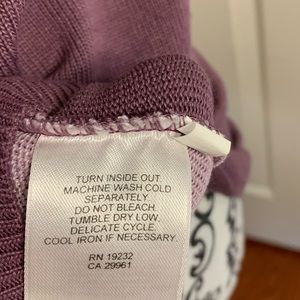 TURN INSIDE OUT.
MACHINE WASH COLD
SEPARATELY.
DO NOT BLEACH.
TUMBLE DRY LOW.
DELICATE CYCLE.
COOL IRON IF NECESSARY.
RN 19232
CA 29961